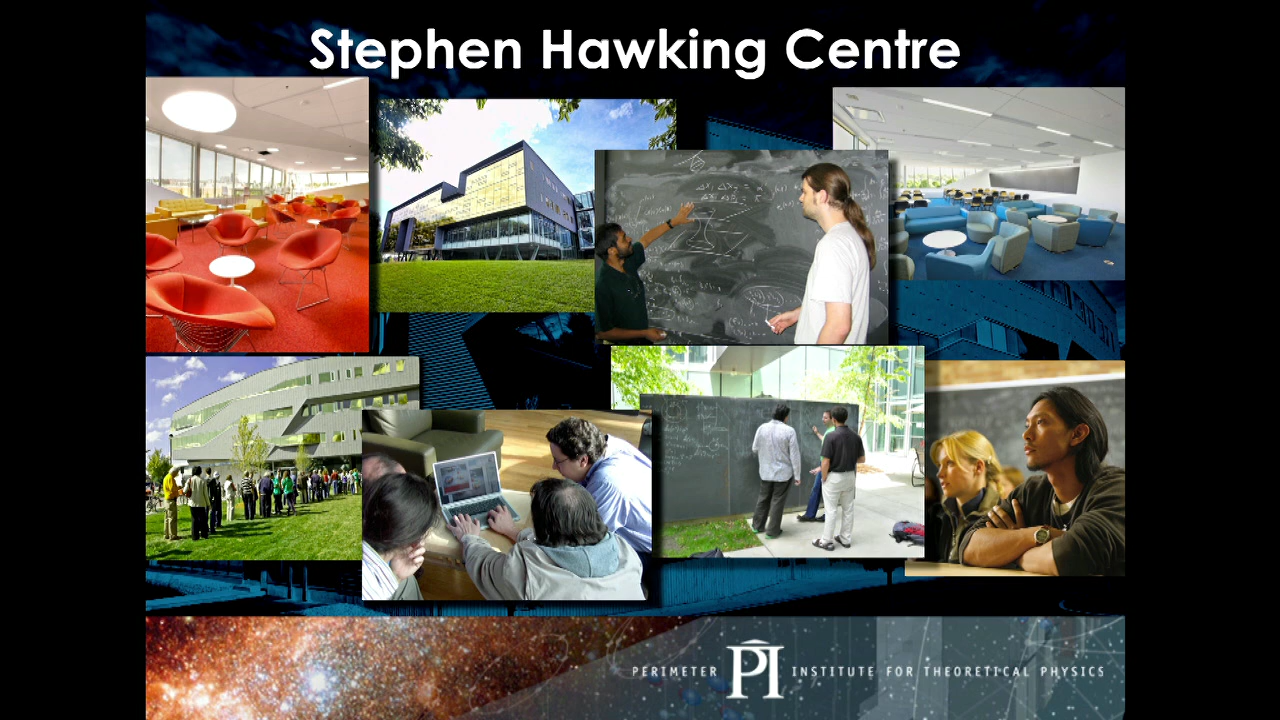 Stephen Hawking Centre
PERIMETER PI INSTITUTE FOR THEORETICAL PHYSICS